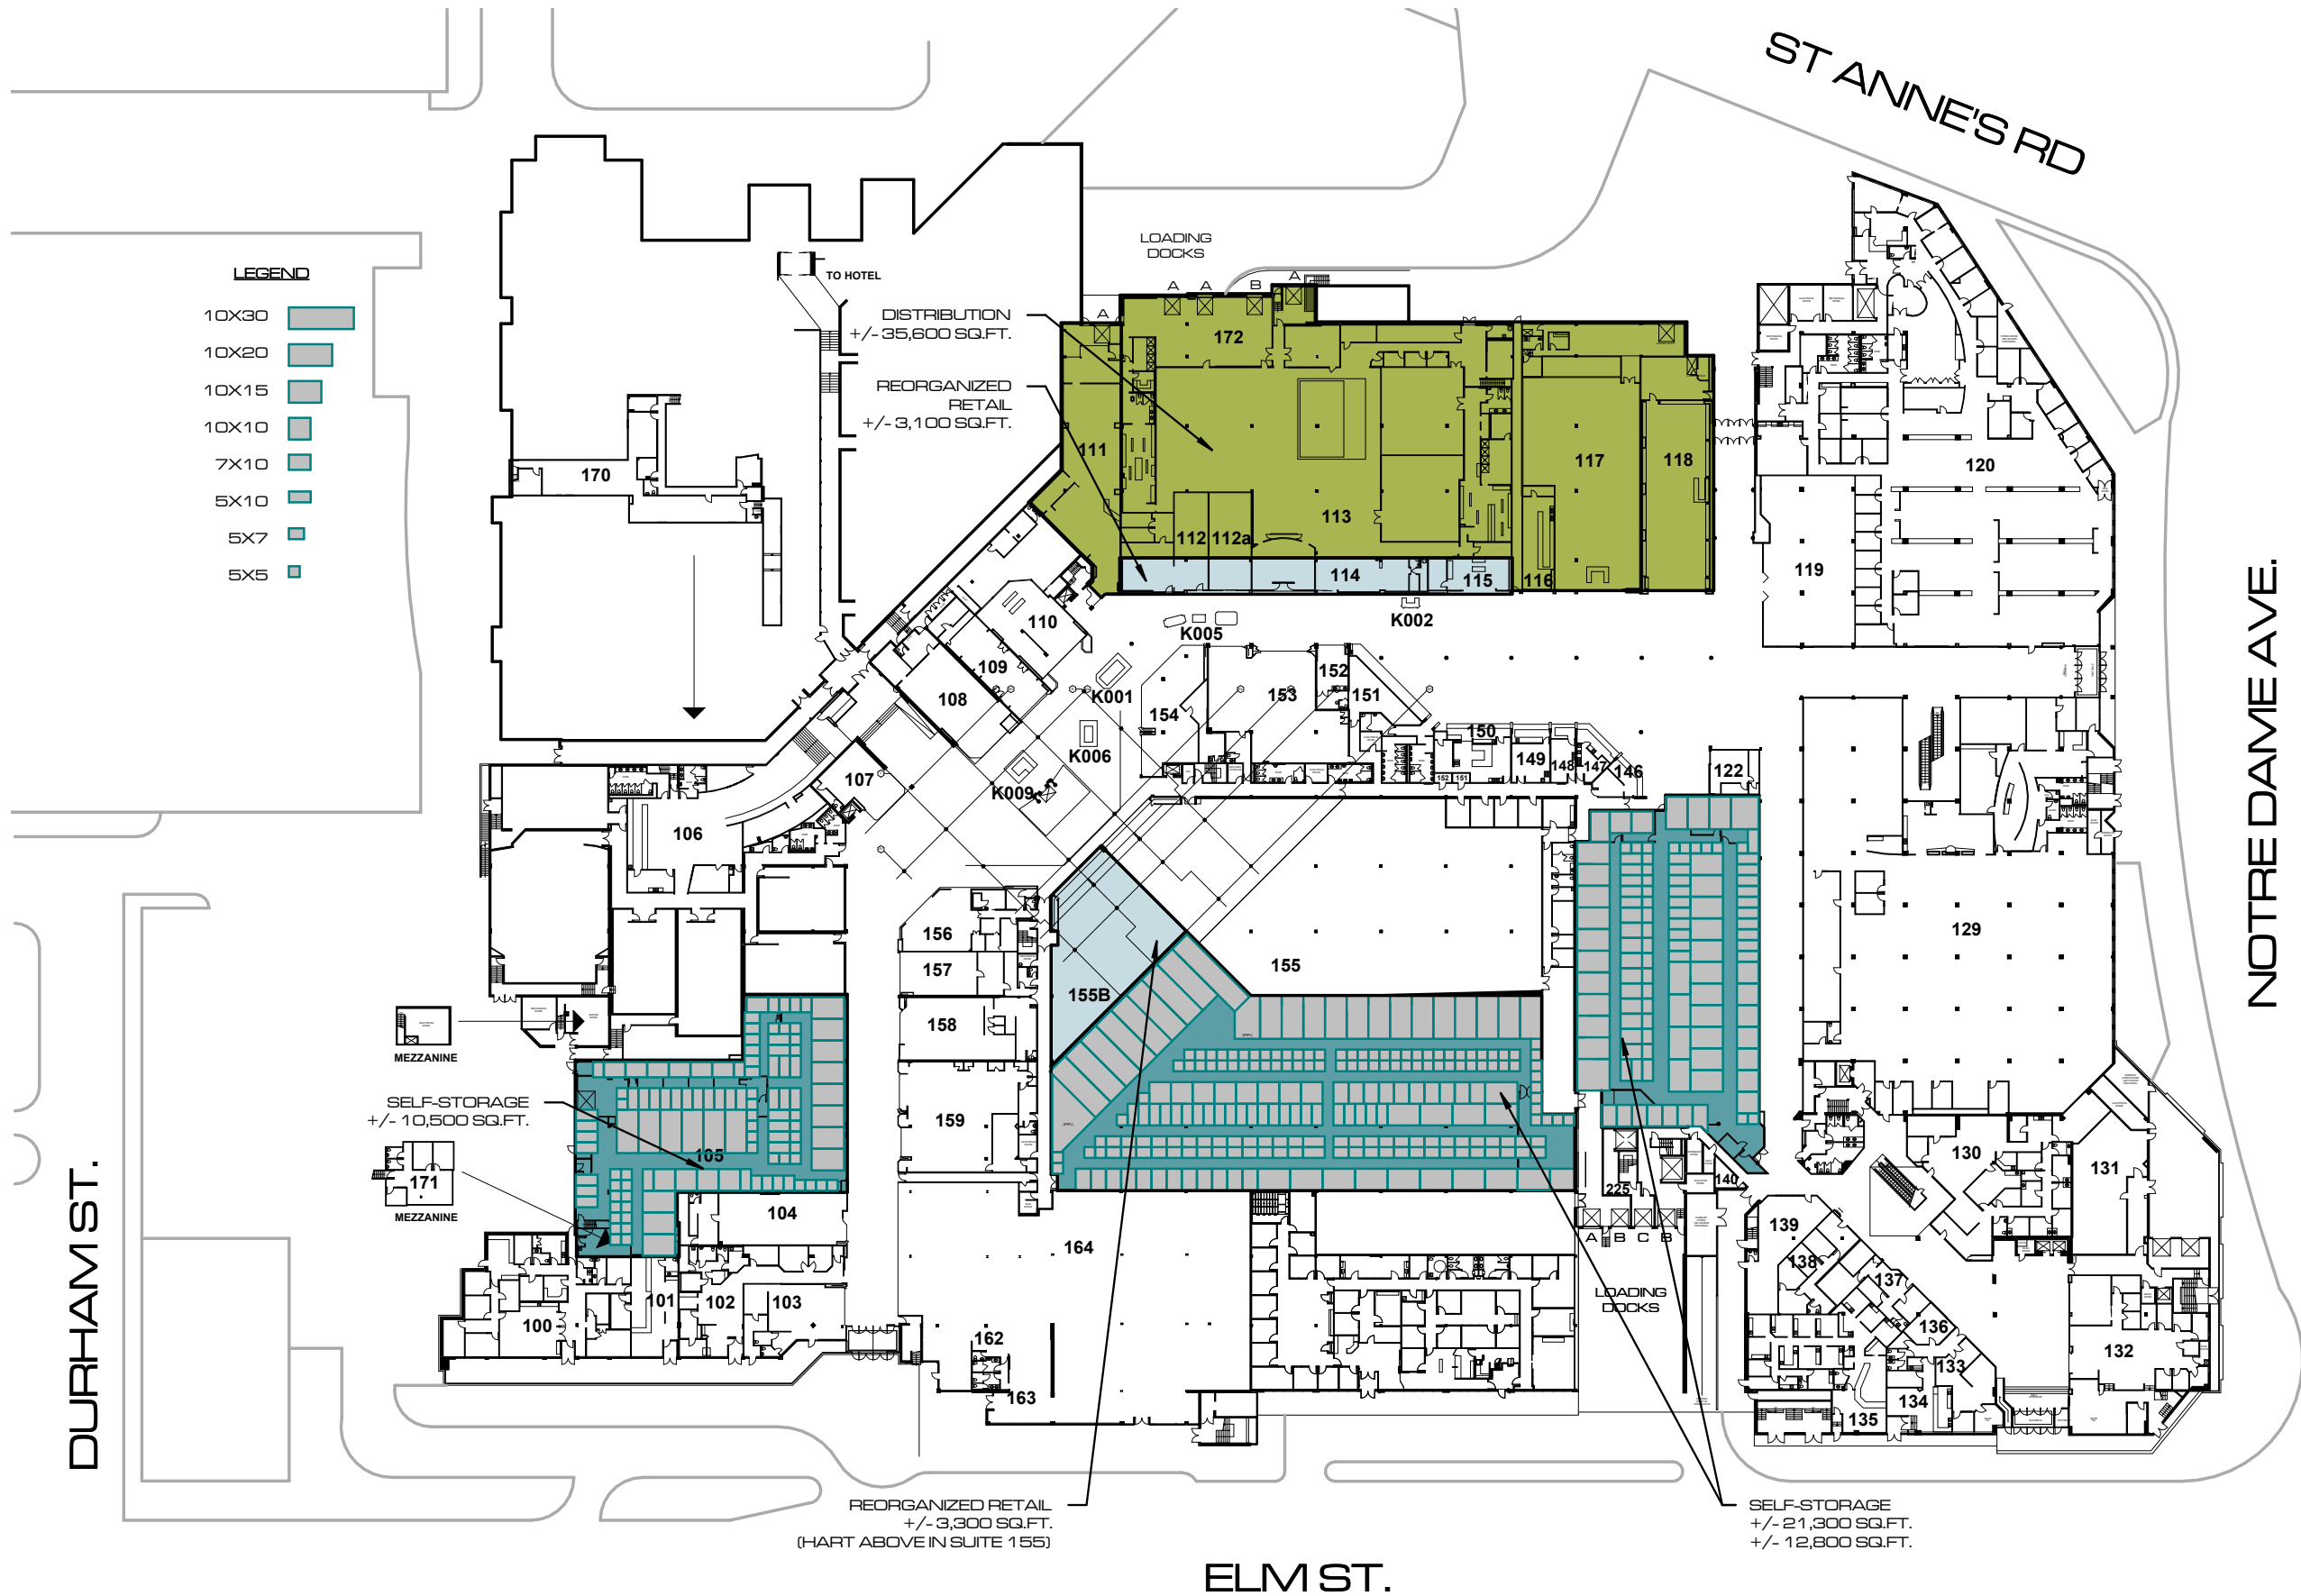 ST ANNE'S RD
LOADING
DOCKS
LEGEND
10X30
10X20
10X15
10X10
7X10
5X10
5X7
5X5
TO HOTEL
A
A
B
A
A
DISTRIBUTION
+/- 35,600 SQ.FT.
REORGANIZED
RETAIL
+/- 3,100 SQ.FT.
172
111
117
118
113
112
112a
114
115
116
170
120
119
110
109
108
107
106
K005
K002
K001
K006
K009
152
153
151
154
150
149
148
147
146
152
151
122
NOTRE DAME AVE.
129
156
157
155
155B
158
159
MEZZANINE
SELF-STORAGE
+/- 10,500 SQ.FT.
105
171
MEZZANINE
104
164
100
101
102
103
162
163
225
140
A
B
C
B
LOADING
DOCKS
130
131
139
138
137
136
133
132
134
135
DURHAM ST.
REORGANIZED RETAIL
+/- 3,300 SQ.FT.
(HART ABOVE IN SUITE 155)
SELF-STORAGE
+/- 21,300 SQ.FT.
+/- 12,800 SQ.FT.
ELM ST.